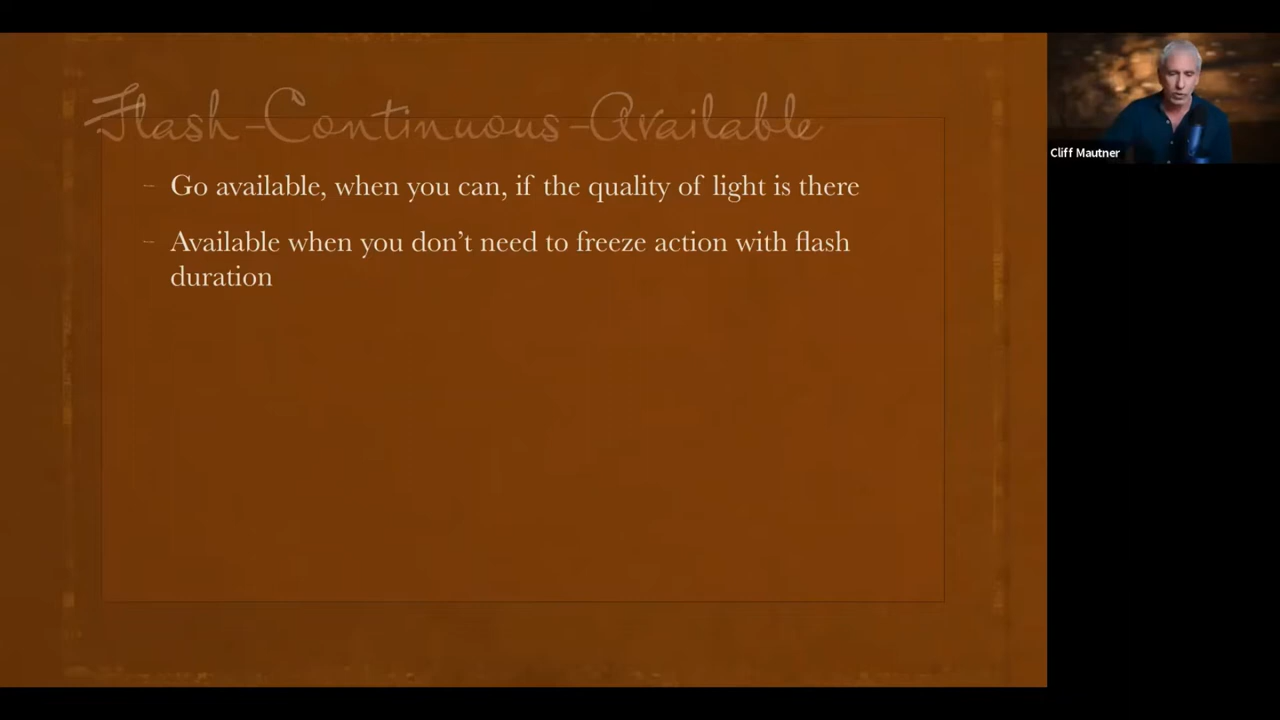 Flash-Continuous-Available
– Go available, when you can, if the quality of light is there
– Available when you don’t need to freeze action with flash
duration
Cliff Mautner